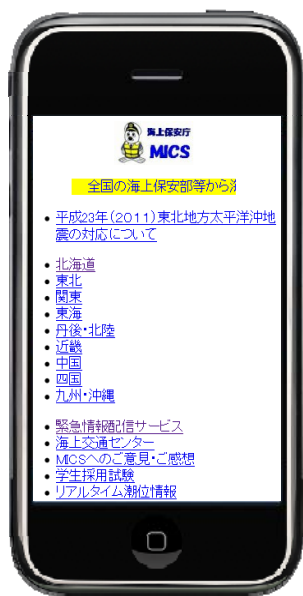 海上保安庁
MICS
全国の海上保安部等から
平成23年(2011)東北地方太平洋沖地
震の対応について
北海道
東北
関東
東海
丹後・北陸
近畿
中国
四国
九州・沖縄
緊急情報配信サービス
海上交通センター
MICSへのご意見・ご感想
学生採用試験
リアルタイム潮位情報